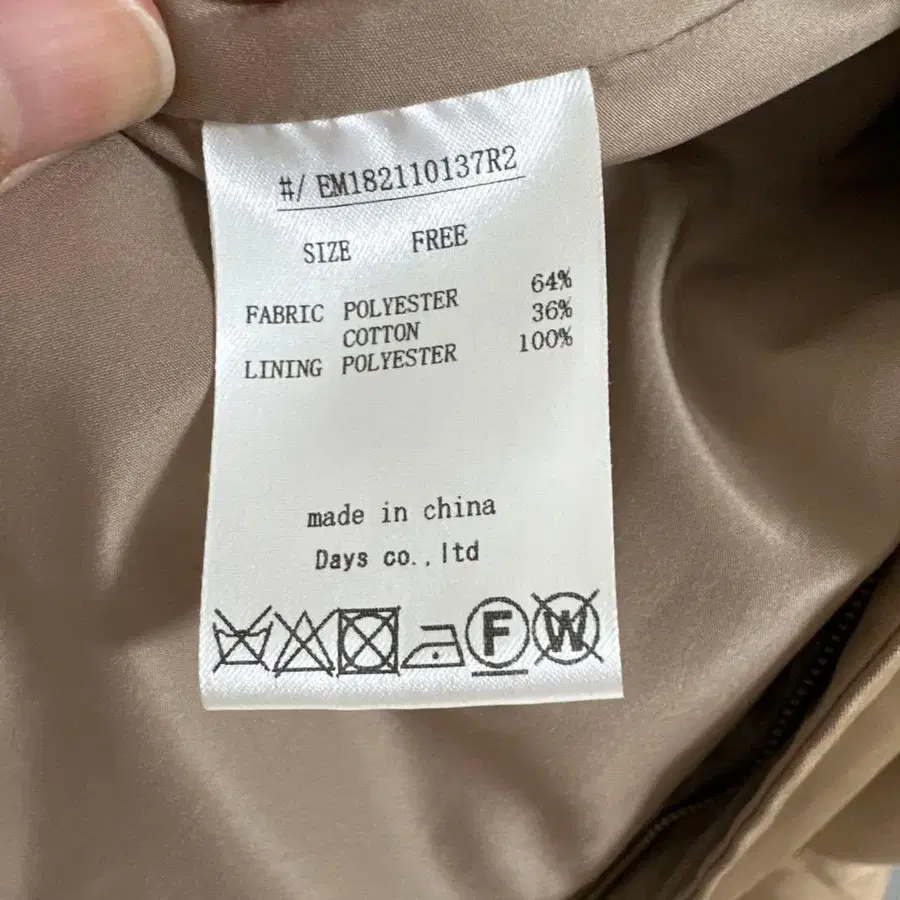 #/ EM182110137R2
SIZE FREE
FABRIC POLYESTER 64%
COTTON 36%
LINING POLYESTER 100%
made in china
Days co.,ltd
F W